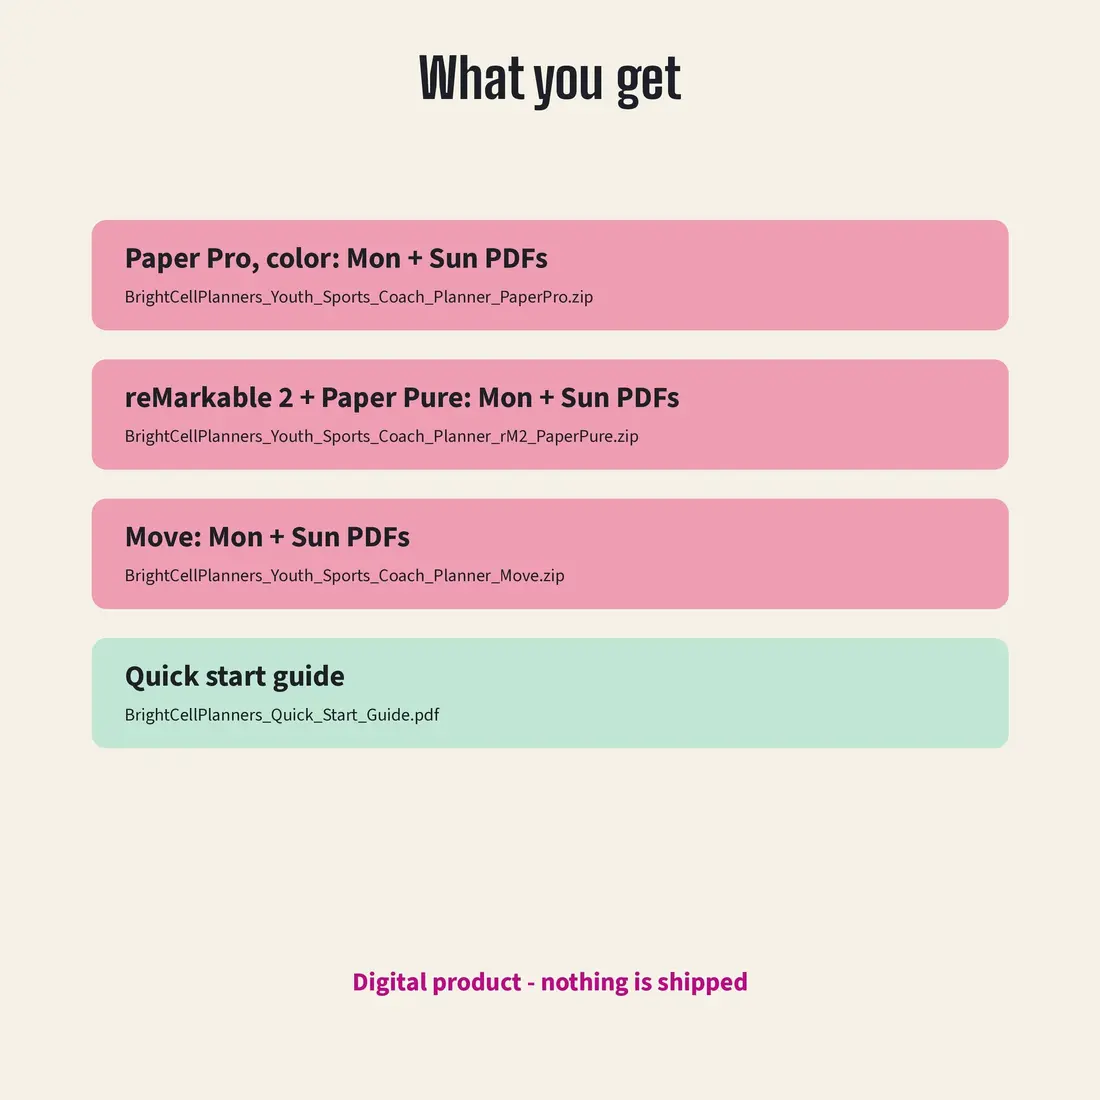 What you get
Paper Pro, color: Mon + Sun PDFs
BrightCellPlanners_Youth_Sports_Coach_Planner_PaperPro.zip
reMarkable 2 + Paper Pure: Mon + Sun PDFs
BrightCellPlanners_Youth_Sports_Coach_Planner_rM2_PaperPure.zip
Move: Mon + Sun PDFs
BrightCellPlanners_Youth_Sports_Coach_Planner_Move.zip
Quick start guide
BrightCellPlanners_Quick_Start_Guide.pdf
Digital product - nothing is shipped